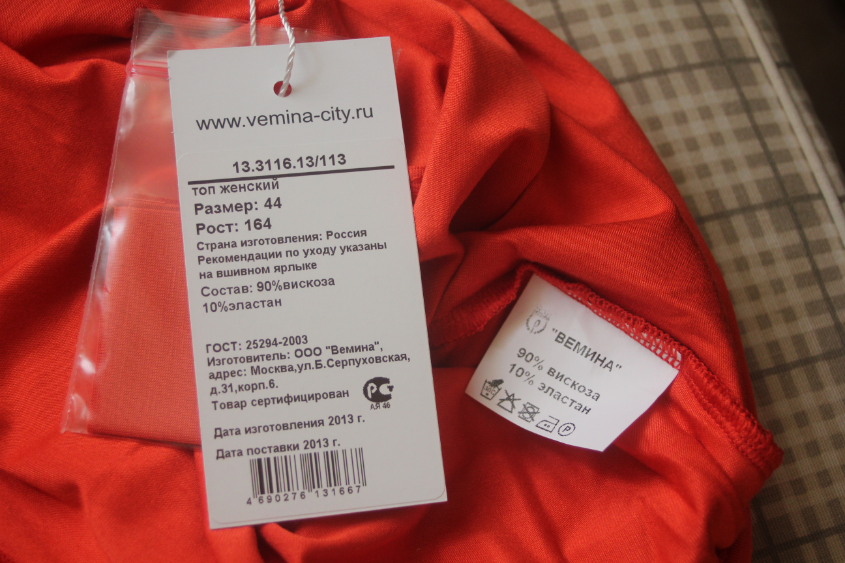 www.vemina-city.ru
13.3116.13/113
топ женский
Размер: 44
Рост: 164
Страна изготовления: Россия
Рекомендации по уходу указаны
на вшивном ярлыке
Состав: 90%вискоза
10%эластан
ГОСТ: 25294-2003
Изготовитель: ООО "Вемина",
адрес: Москва,ул.Б.Серпуховская,
д.31,корп.6.
Товар сертифицирован
АЯ 46
Дата изготовления 2013 г.
Дата поставки 2013 г.
4 690276 131667
"ВЕМИНА"
90% вискоза
10% эластан
P